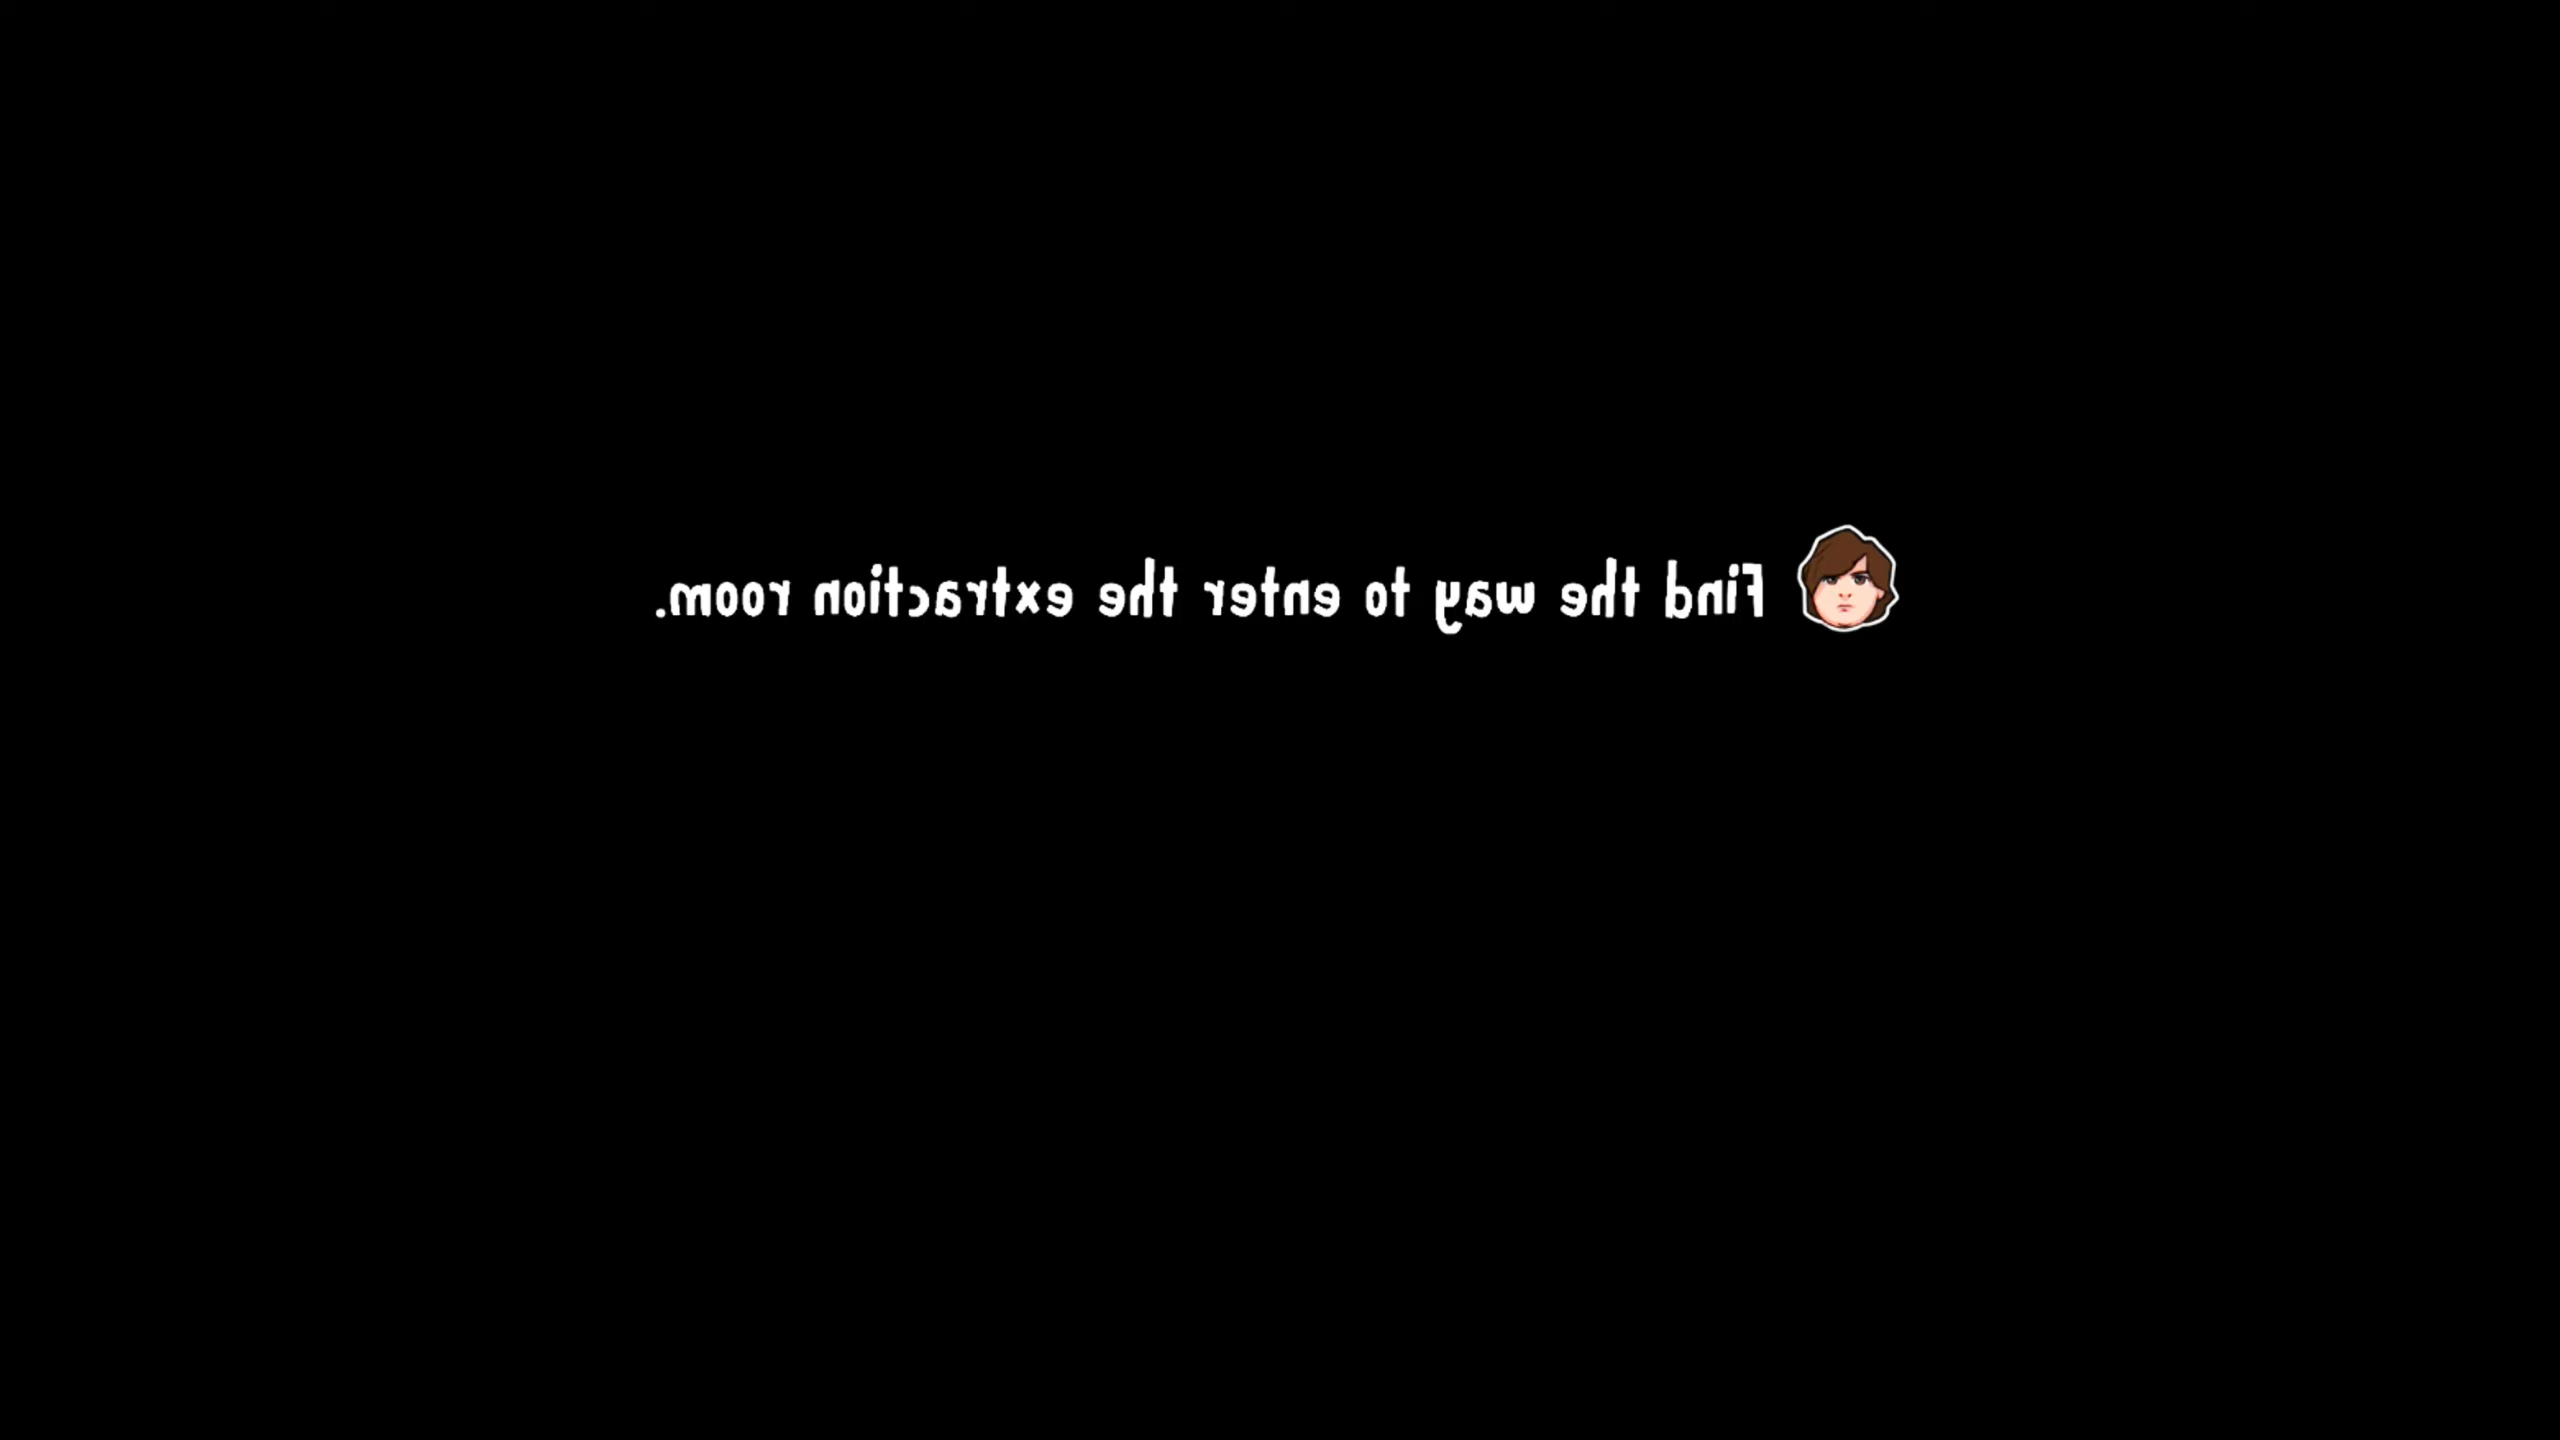 Find the way to enter the extraction room.